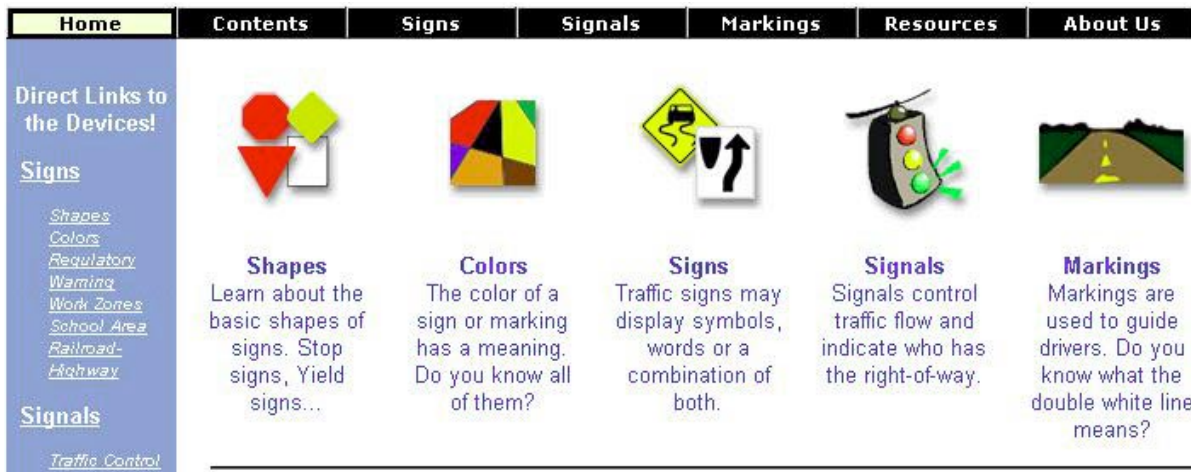 Home Contents Signs Signals Markings Resources About Us
Direct Links to
the Devices!
Signs
Shapes
Colors
Regulatory
Warning
Work Zones
School Area
Railroad-
Highway
Signals
Traffic Control
Shapes
Learn about the
basic shapes of
signs. Stop
signs, Yield
signs...
Colors
The color of a
sign or marking
has a meaning.
Do you know all
of them?
Signs
Traffic signs may
display symbols,
words or a
combination of
both.
Signals
Signals control
traffic flow and
indicate who has
the right-of-way.
Markings
Markings are
used to guide
drivers. Do you
know what the
double white line
means?